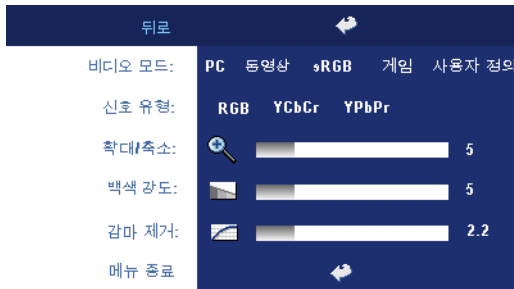 뒤로
비디오 모드: PC 동영상 sRGB 게임 사용자 정의
신호 유형: RGB YCbCr YPbPr
확대/축소: 5
백색 강도: 5
감마 제거: 2.2
메뉴 종료